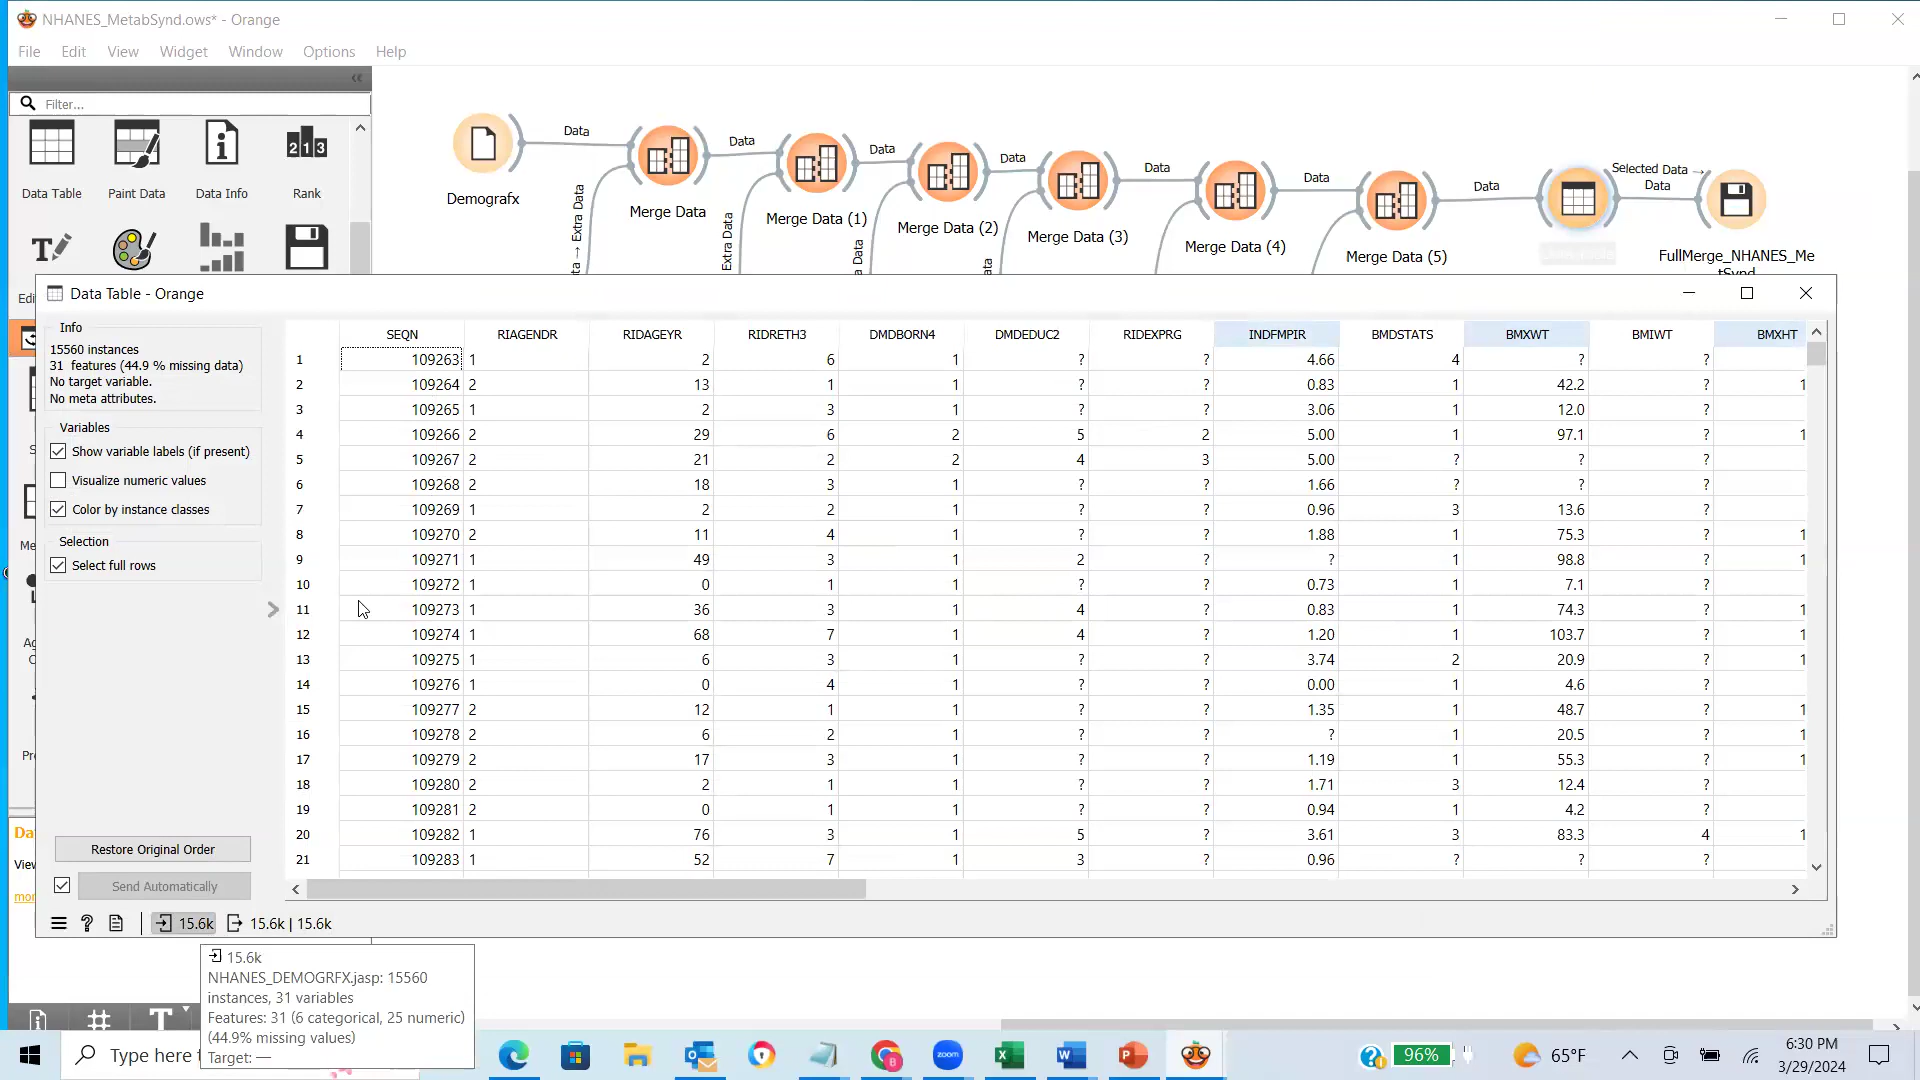 NHANES_MetabSynd.ows* - Orange
File Edit View Widget Window Options Help
Filter...
Data Table Paint Data Data Info Rank
Demografx
Data
Merge Data
Data
Merge Data (1)
Data
Merge Data (2)
Data
Merge Data (3)
Data
Merge Data (4)
Data
Merge Data (5)
Data
Selected Data → Data
FullMerge_NHANES_Me
ta → Extra Data
Extra Data
Data Table - Orange
Info
15560 instances
31 features (44.9 % missing data)
No target variable.
No meta attributes.
Variables
Show variable labels (if present)
Visualize numeric values
Color by instance classes
Selection
Select full rows
Restore Original Order
Send Automatically
15.6k 15.6k | 15.6k
SEQN RIAGENDR RIDAGEYR RIDRETH3 DMDBORN4 DMDEDUC2 RIDEXPRG INDFMPIR BMDSTATS BMXWT BMIWT BMXHT
1 109263 1 2 6 1 ? ? 4.66 4 ? ?
2 109264 2 13 1 1 ? ? 0.83 1 42.2 ? 1
3 109265 1 2 3 1 ? ? 3.06 1 12.0 ?
4 109266 2 29 6 2 5 2 5.00 1 97.1 ? 1
5 109267 2 21 2 2 4 3 5.00 ? ? ?
6 109268 2 18 3 1 ? ? 1.66 ? ? ?
7 109269 1 2 2 1 ? ? 0.96 3 13.6 ?
8 109270 2 11 4 1 ? ? 1.88 1 75.3 ? 1
9 109271 1 49 3 1 2 ? ? 1 98.8 ? 1
10 109272 1 0 1 1 ? ? 0.73 1 7.1 ?
11 109273 1 36 3 1 4 ? 0.83 1 74.3 ? 1
12 109274 1 68 7 1 4 ? 1.20 1 103.7 ? 1
13 109275 1 6 3 1 ? ? 3.74 2 20.9 ? 1
14 109276 1 0 4 1 ? ? 0.00 1 4.6 ?
15 109277 2 12 1 1 ? ? 1.35 1 48.7 ? 1
16 109278 2 6 2 1 ? ? ? 1 20.5 ? 1
17 109279 2 17 3 1 ? ? 1.19 1 55.3 ? 1
18 109280 2 2 1 1 ? ? 1.71 3 12.4 ?
19 109281 2 0 1 1 ? ? 0.94 1 4.2 ?
20 109282 1 76 3 1 5 ? 3.61 3 83.3 4 1
21 109283 1 52 7 1 3 ? 0.96 ? ? ?
15.6k
NHANES_DEMOGRFX.jasp: 15560
instances, 31 variables
Features: 31 (6 categorical, 25 numeric)
(44.9% missing values)
Target: —
Type here t
zoom
96%
65°F
6:30 PM
3/29/2024